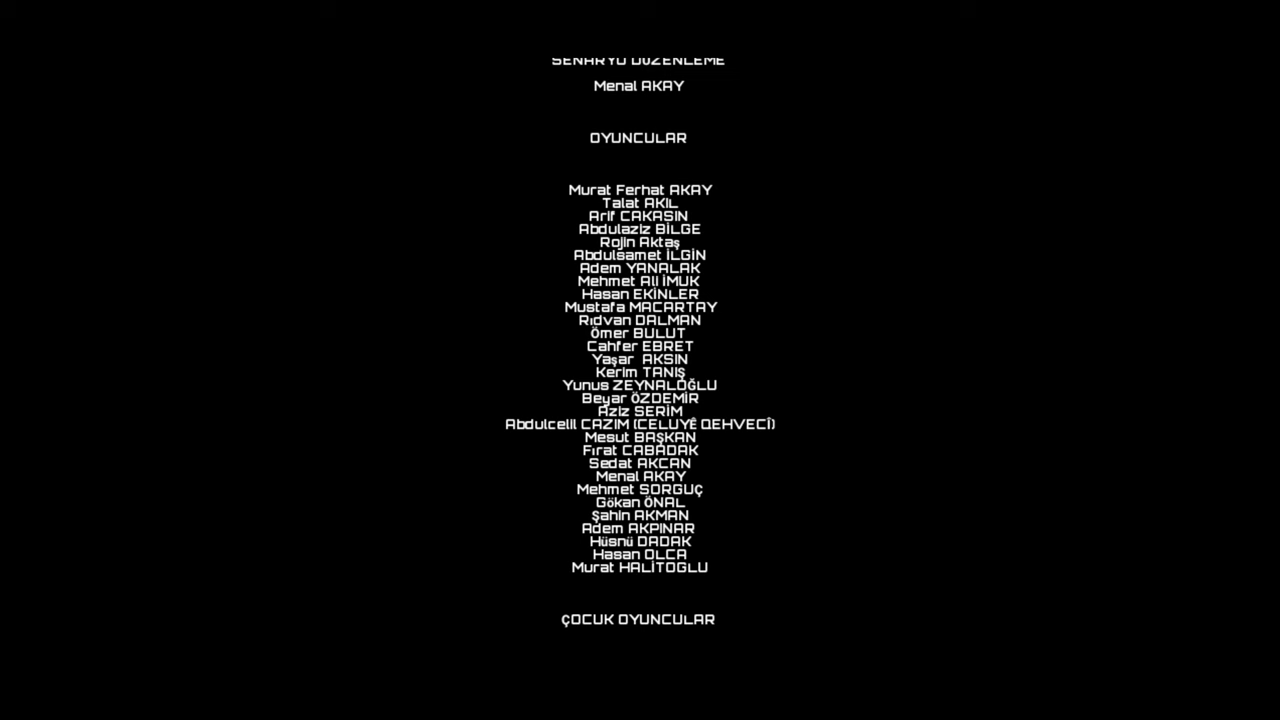 SENARYO DÜZENLEME
Menal AKAY
OYUNCULAR
Murat Ferhat AKAY
Talat AKIL
Arif CAKASIN
Abdulaziz BİLGE
Rojin Aktaş
Abdulsamet İLGİN
Adem YANALAK
Mehmet Ali İMUK
Hasan EKİNLER
Mustafa MACARTAY
Rıdvan DALMAN
Ömer BULUT
Cahfer EBRET
Yaşar AKSIN
Kerim TANIŞ
Yunus ZEYNALOĞLU
Beyar ÖZDEMİR
Aziz SERİM
Abdulcelil CAZIM (CELUYÊ QEHVECÎ)
Mesut BAŞKAN
Fırat CABADAK
Sedat AKCAN
Menal AKAY
Mehmet SORGUÇ
Gökan ÖNAL
Şahin AKMAN
Adem AKPINAR
Hüsnü DADAK
Hasan OLCA
Murat HALİTOGLU
ÇOCUK OYUNCULAR